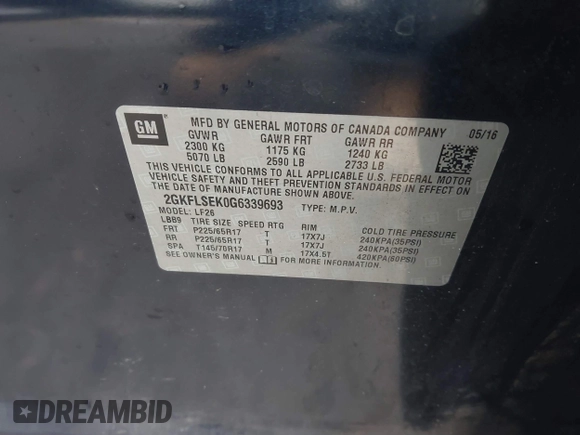 GM
MFD BY GENERAL MOTORS OF CANADA COMPANY 05/16
GVWR GAWR FRT GAWR RR
2300 KG 1175 KG 1240 KG
5070 LB 2590 LB 2733 LB
THIS VEHICLE CONFORMS TO ALL APPLICABLE U.S. FEDERAL MOTOR
VEHICLE SAFETY AND THEFT PREVENTION STANDARDS IN EFFECT ON
THE DATE OF MANUFACTURE SHOWN ABOVE.
2GKFLSEK0G6339693 TYPE: M.P.V.
MODEL: LF26
LBB9 TIRE SIZE SPEED RTG RIM COLD TIRE PRESSURE
FRT P225/65R17 T 17X7J 240KPA(35PSI)
RR P225/65R17 T 17X7J 240KPA(35PSI)
SPA T145/70R17 M 17X4.5T 420KPA(60PSI)
SEE OWNER'S MANUAL FOR MORE INFORMATION.
DREAMBID